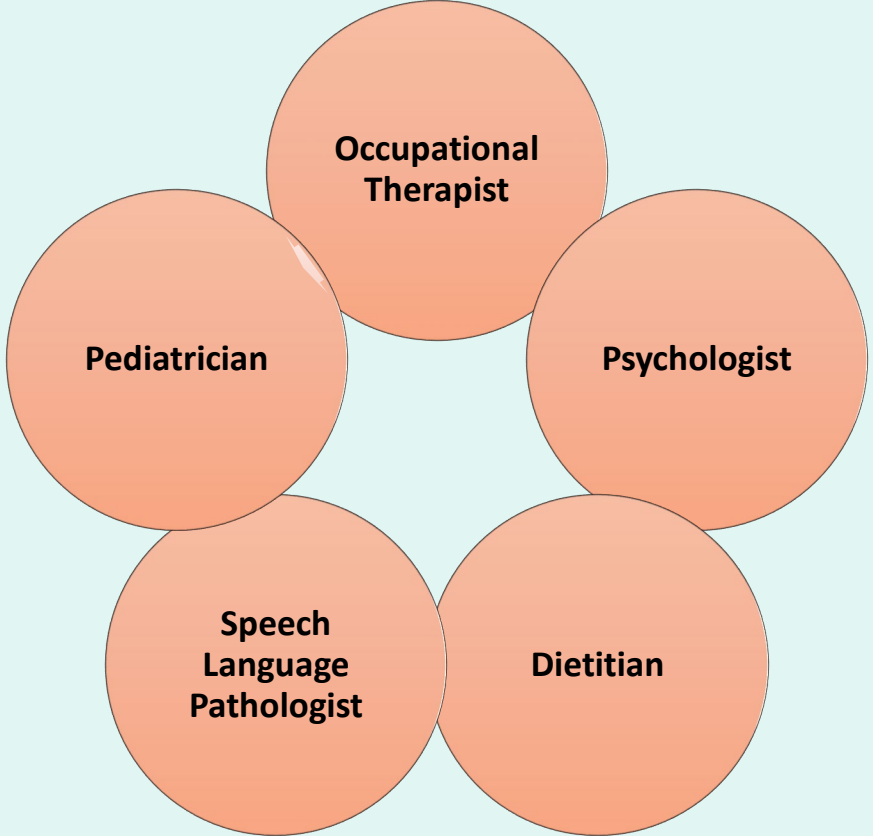 Occupational
Therapist
Pediatrician
Psychologist
Speech
Language
Pathologist
Dietitian